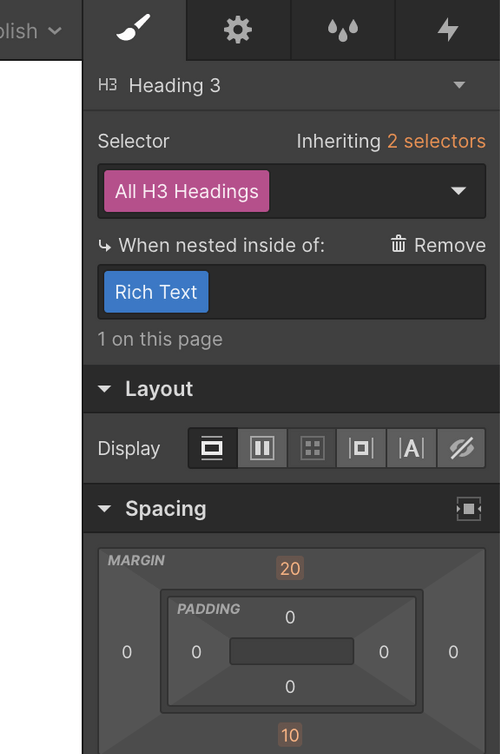 olish
H3 Heading 3
Selector Inheriting 2 selectors
All H3 Headings
When nested inside of: Remove
Rich Text
1 on this page
Layout
Display A
Spacing
MARGIN
20
PADDING
0
0 0 0 0
0
10